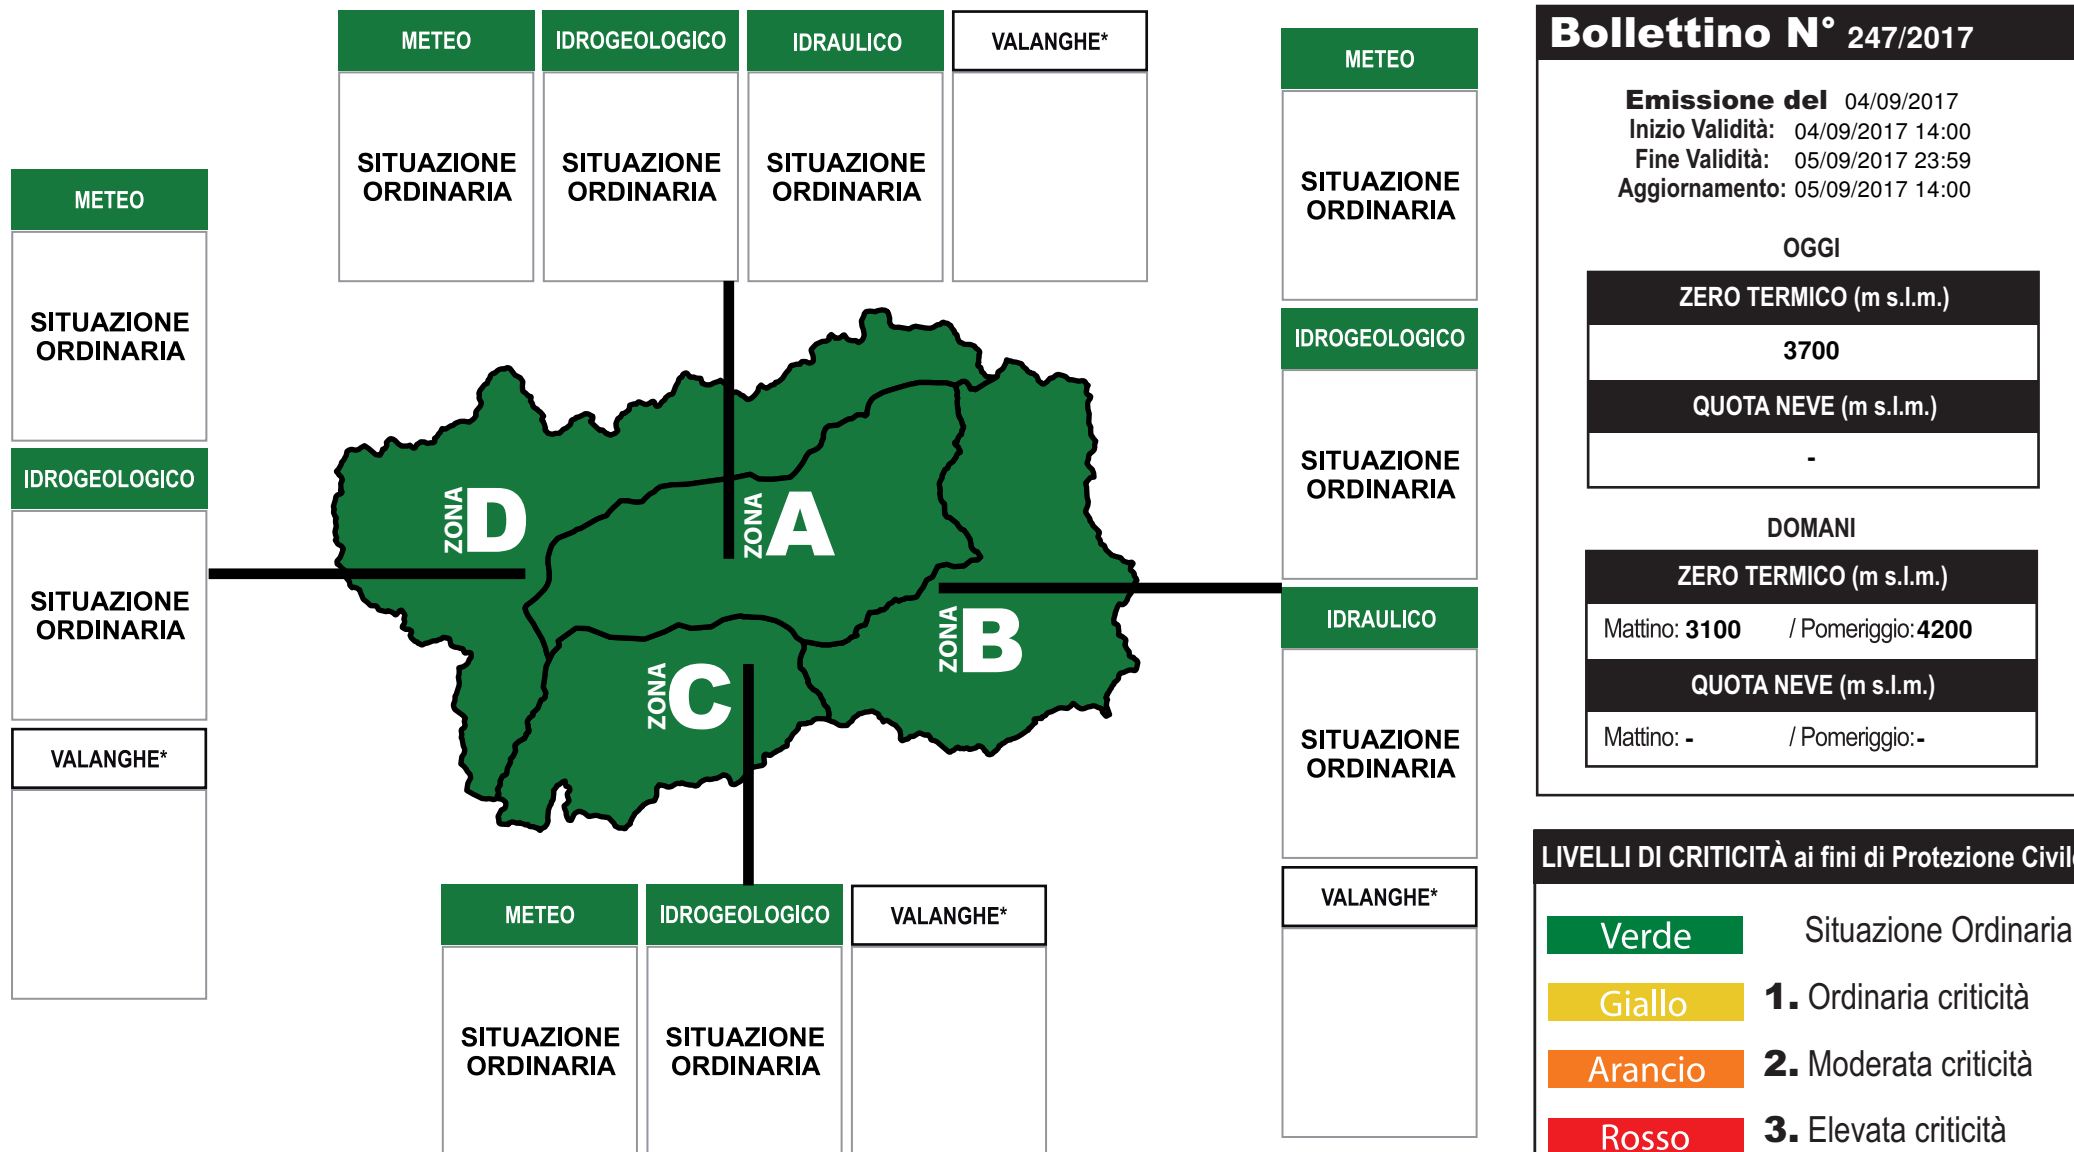 METEO
IDROGEOLOGICO
IDRAULICO
VALANGHE*
SITUAZIONE
ORDINARIA
SITUAZIONE
ORDINARIA
SITUAZIONE
ORDINARIA
METEO
SITUAZIONE
ORDINARIA
IDROGEOLOGICO
SITUAZIONE
ORDINARIA
VALANGHE*
ZONA D
ZONA A
ZONA B
ZONA C
METEO
SITUAZIONE
ORDINARIA
IDROGEOLOGICO
SITUAZIONE
ORDINARIA
IDRAULICO
SITUAZIONE
ORDINARIA
VALANGHE*
METEO
IDROGEOLOGICO
VALANGHE*
SITUAZIONE
ORDINARIA
SITUAZIONE
ORDINARIA
Bollettino N° 247/2017
Emissione del 04/09/2017
Inizio Validità: 04/09/2017 14:00
Fine Validità: 05/09/2017 23:59
Aggiornamento: 05/09/2017 14:00
OGGI
ZERO TERMICO (m s.l.m.)
3700
QUOTA NEVE (m s.l.m.)
-
DOMANI
ZERO TERMICO (m s.l.m.)
Mattino: 3100 / Pomeriggio: 4200
QUOTA NEVE (m s.l.m.)
Mattino: - / Pomeriggio: -
LIVELLI DI CRITICITÀ ai fini di Protezione Civile
Verde Situazione Ordinaria
Giallo 1. Ordinaria criticità
Arancio 2. Moderata criticità
Rosso 3. Elevata criticità